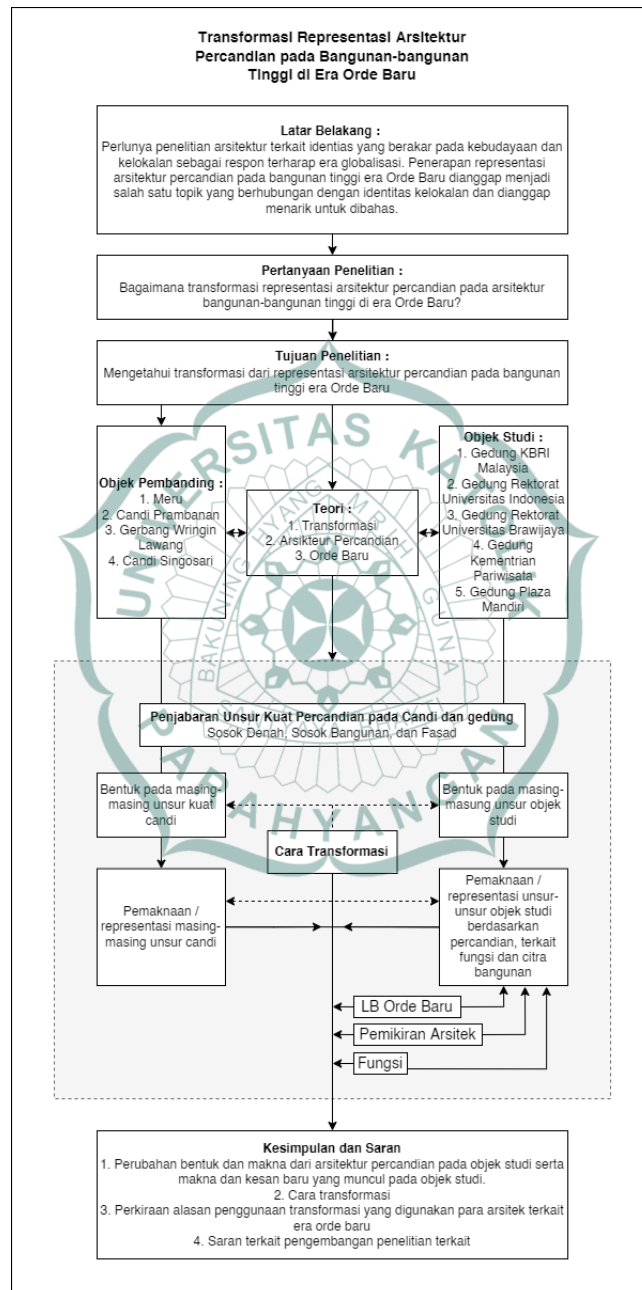 Transformasi Representasi Arsitektur
Percandian pada Bangunan-bangunan
Tinggi di Era Orde Baru
Latar Belakang :
Perlunya penelitian arsitektur terkait identias yang berakar pada kebudayaan dan
kelokalan sebagai respon terharap era globalisasi. Penerapan representasi
arsitektur percandian pada bangunan tinggi era Orde Baru dianggap menjadi
salah satu topik yang berhubungan dengan identitas kelokalan dan dianggap
menarik untuk dibahas.
Pertanyaan Penelitian :
Bagaimana transformasi representasi arsitektur percandian pada arsitektur
bangunan-bangunan tinggi di era Orde Baru?
Tujuan Penelitian :
Mengetahui transformasi dari representasi arsitektur percandian pada bangunan
tinggi era Orde Baru
Objek Pembanding :
1. Meru
2. Candi Prambanan
3. Gerbang Wringin
Lawang
4. Candi Singosari
Teori :
1. Transformasi
2. Arsikteur Percandian
3. Orde Baru
Objek Studi :
1. Gedung KBRI
Malaysia
2. Gedung Rektorat
Universitas Indonesia
3. Gedung Rektorat
Universitas Brawijaya
4. Gedung
Kementrian
Pariwisata
5. Gedung Plaza
Mandiri
UNIVERSITAS KATOLIK
PARAHYANGAN
BAKUNING HYANG MRIH GUNA
SANTYAYA BHAKTI
Penjabaran Unsur Kuat Percandian pada Candi dan gedung
Sosok Denah, Sosok Bangunan, dan Fasad
Bentuk pada masing-
masing unsur kuat
candi
Bentuk pada masing-
masung unsur objek
studi
Cara Transformasi
Pemaknaan /
representasi masing-
masing unsur candi
Pemaknaan /
representasi unsur-
unsur objek studi
berdasarkan
percandian, terkait
fungsi dan citra
bangunan
LB Orde Baru
Pemikiran Arsitek
Fungsi
Kesimpulan dan Saran
1. Perubahan bentuk dan makna dari arsitektur percandian pada objek studi serta
makna dan kesan baru yang muncul pada objek studi.
2. Cara transformasi
3. Perkiraan alasan penggunaan transformasi yang digunakan para arsitek terkait
era orde baru
4. Saran terkait pengembangan penelitian terkait